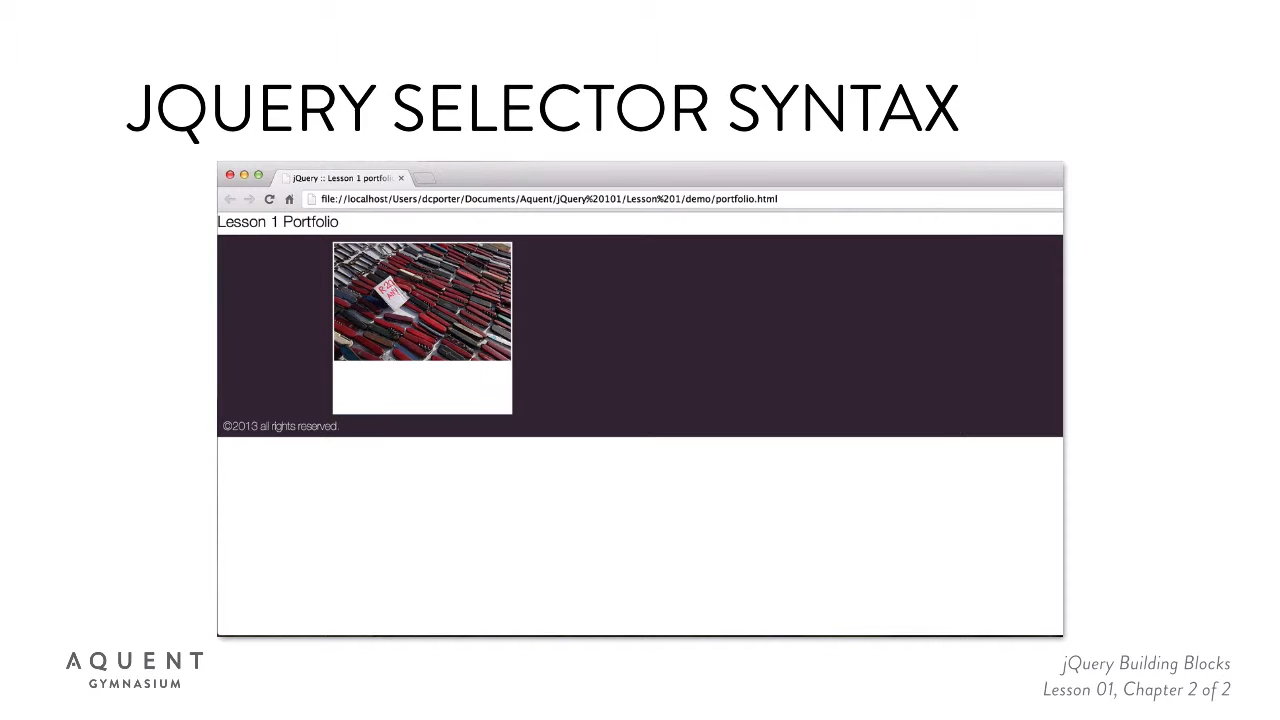 JQUERY SELECTOR SYNTAX
jQuery :: Lesson 1 portfolio
file://localhost/Users/dcporter/Documents/Aquent/jQuery%20101/Lesson%201/demo/portfolio.html
Lesson 1 Portfolio
©2013 all rights reserved.
AQUENT
GYMNASIUM
jQuery Building Blocks
Lesson 01, Chapter 2 of 2